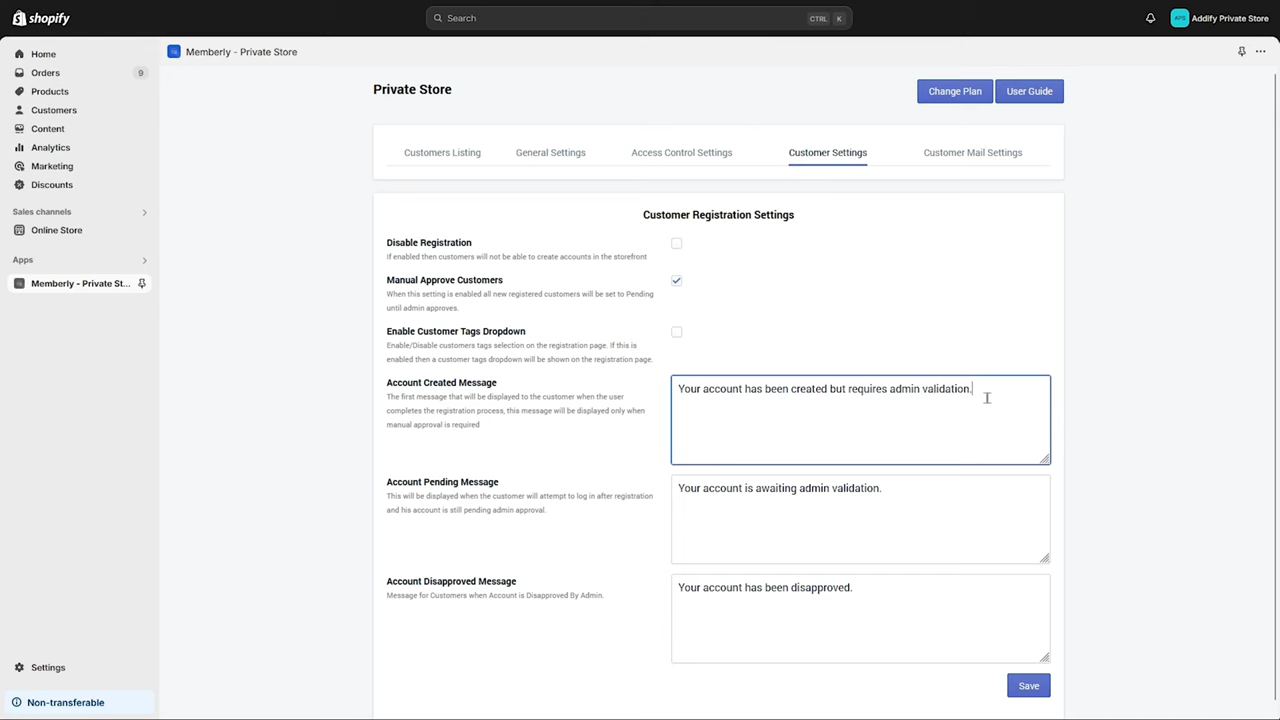 shopify
Search
CTRL K
APS
Addify Private Store
Home
Orders 9
Products
Customers
Content
Analytics
Marketing
Discounts
Sales channels
Online Store
Apps
Memberly - Private St...
Settings
Non-transferable
Memberly - Private Store
Private Store
Change Plan
User Guide
Customers Listing
General Settings
Access Control Settings
Customer Settings
Customer Mail Settings
Customer Registration Settings
Disable Registration
If enabled then customers will not be able to create accounts in the storefront
Manual Approve Customers
When this setting is enabled all new registered customers will be set to Pending
until admin approves.
Enable Customer Tags Dropdown
Enable/Disable customers tags selection on the registration page. If this is
enabled then a customer tags dropdown will be shown on the registration page.
Account Created Message
The first message that will be displayed to the customer when the user
completes the registration process, this message will be displayed only when
manual approval is required
Your account has been created but requires admin validation.
Account Pending Message
This will be displayed when the customer will attempt to log in after registration
and his account is still pending admin approval.
Your account is awaiting admin validation.
Account Disapproved Message
Message for Customers when Account is Disapproved By Admin.
Your account has been disapproved.
Save